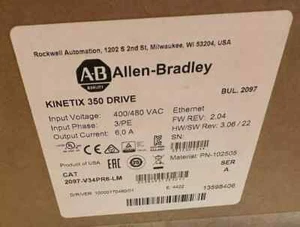 Rockwell Automation, 1202 S 2nd St, Milwaukee, WI 53204, USA
AB Allen-Bradley
KINETIX 350 DRIVE
BUL. 2097
Input Voltage: 400/480 VAC
Ethernet
Input Phase: 3/PE
FW REV: 2.04
Output Current: 6,0 A
HW/SW Rev: 3.06 / 22
SN:
Material: PN-102505
CAT
2097-V34PR6-LM
SER
A
E: 4402
13598406